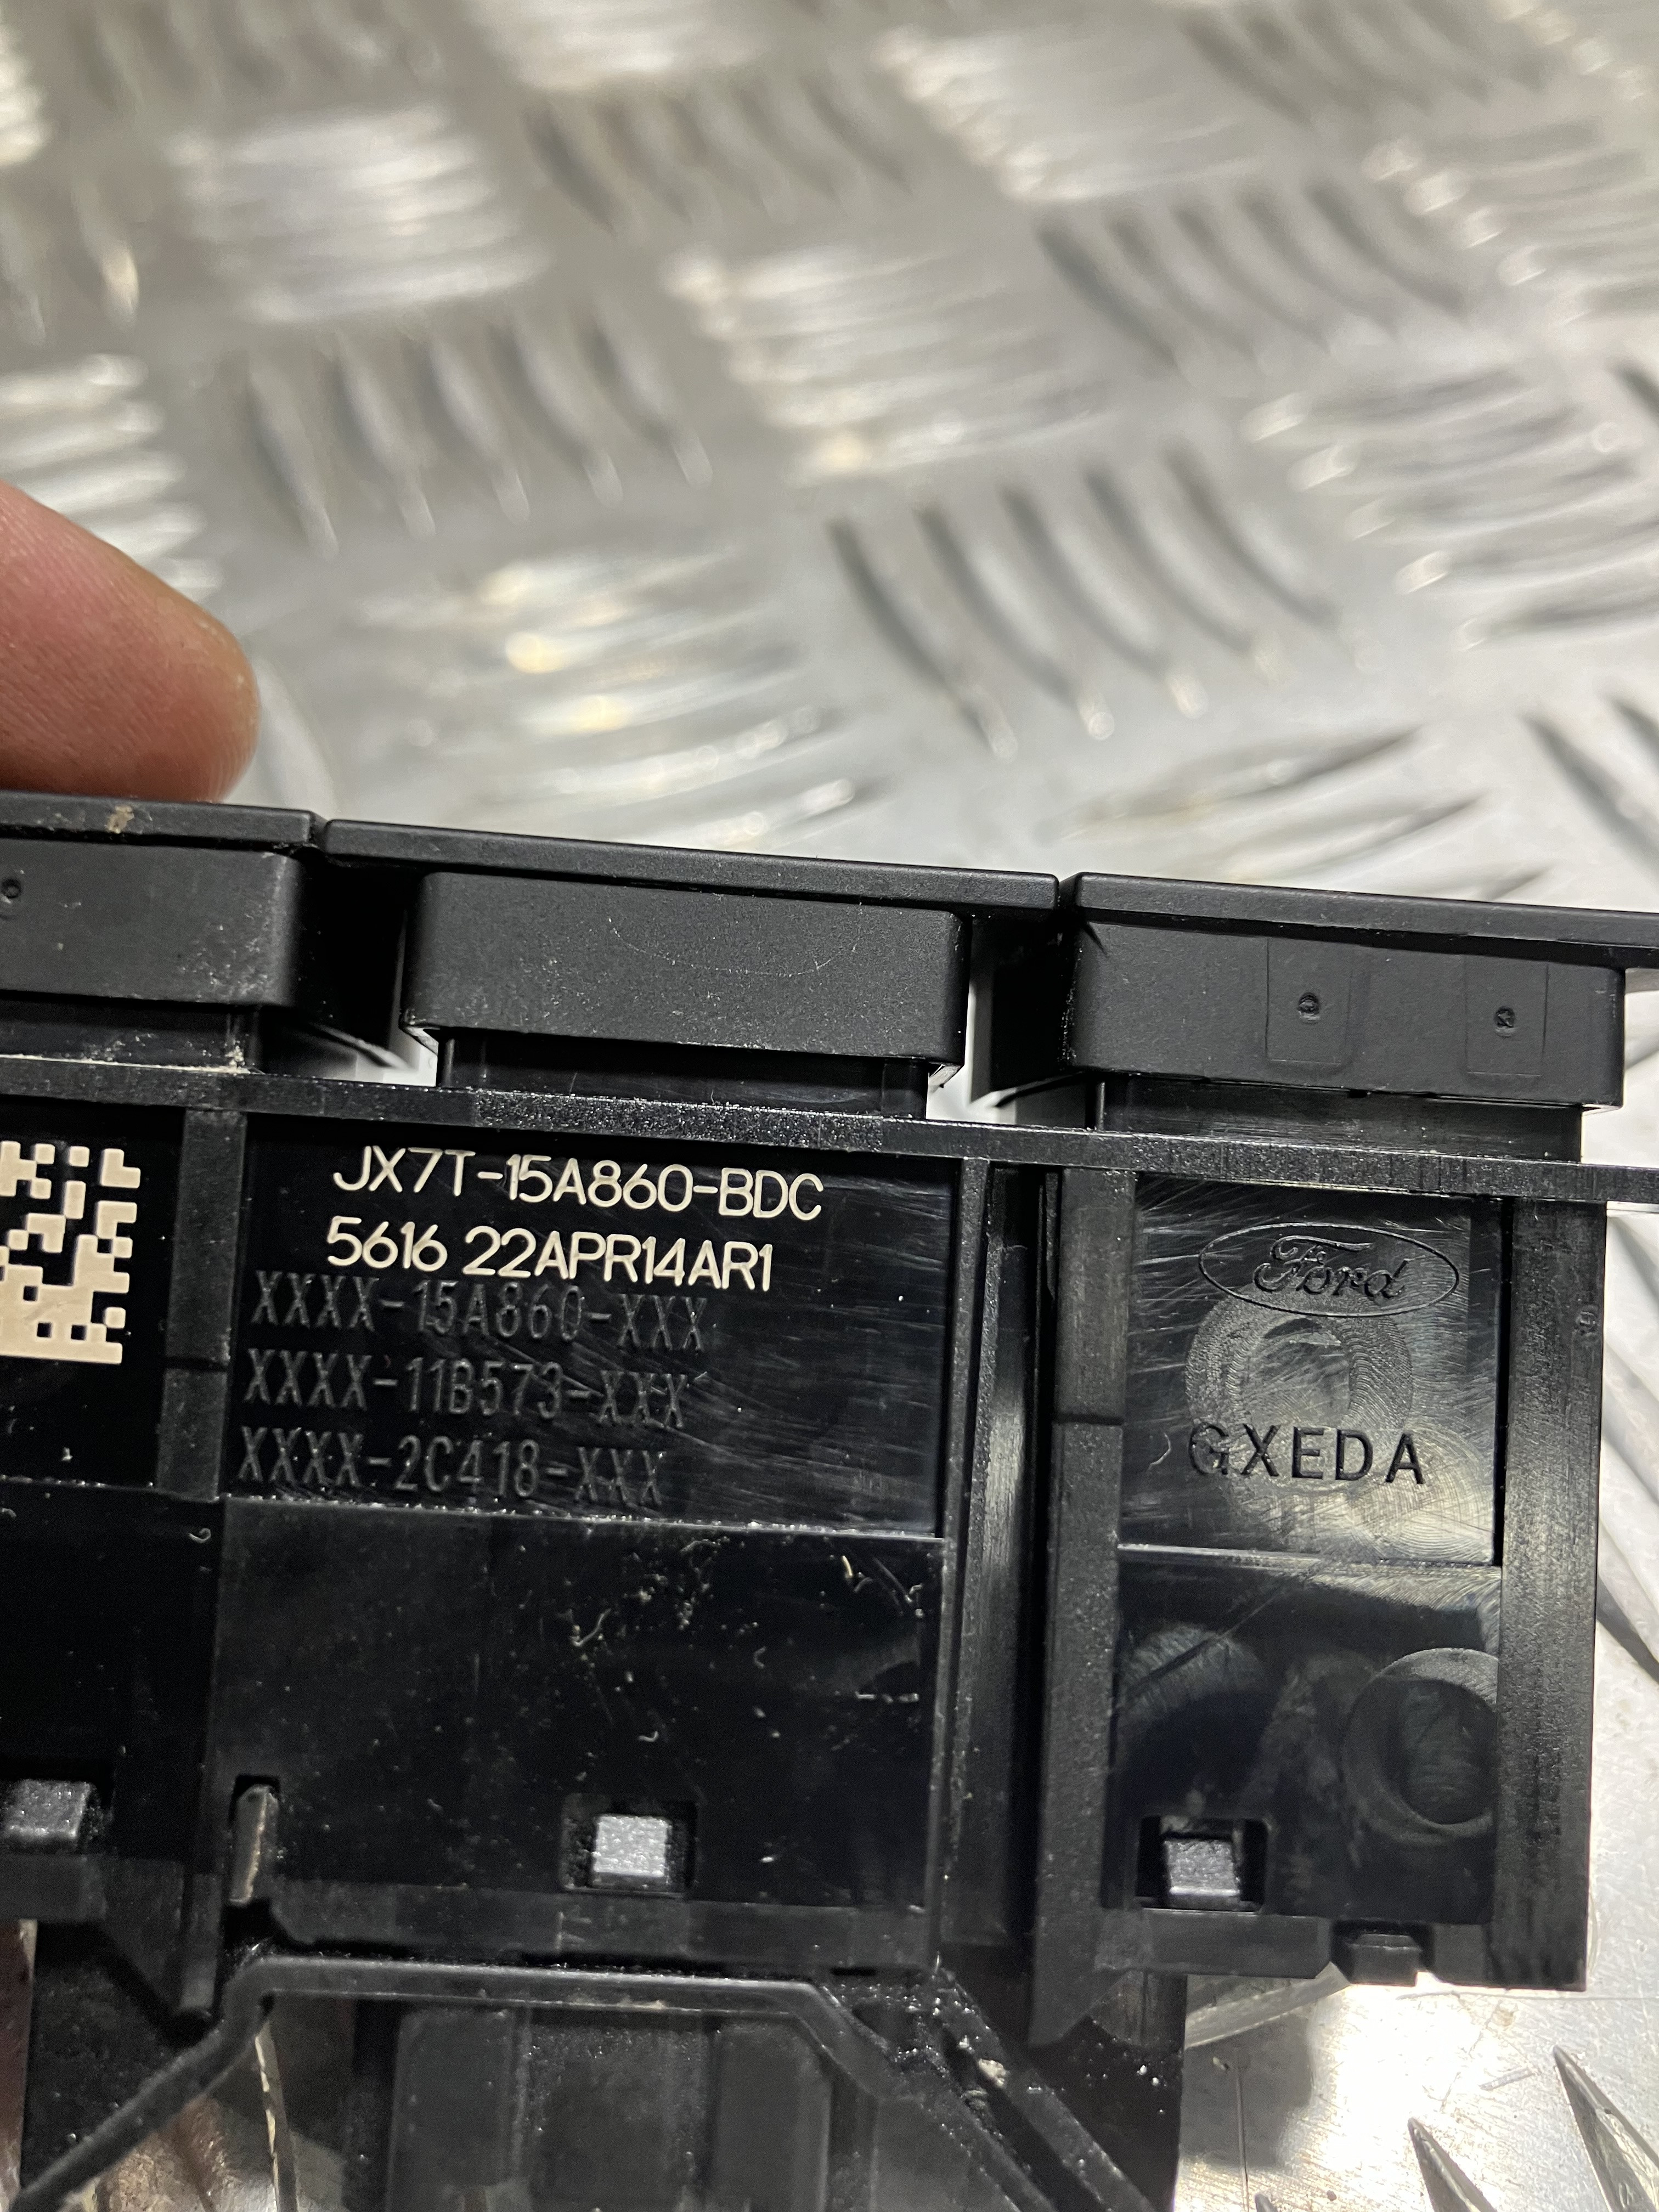 JX7T-15A860-BDC
5616 22APR14AR1
XXXX-15A860-XXX
XXXX-11B573-XXX
XXXX-2C418-XXX
Ford
GXEDA